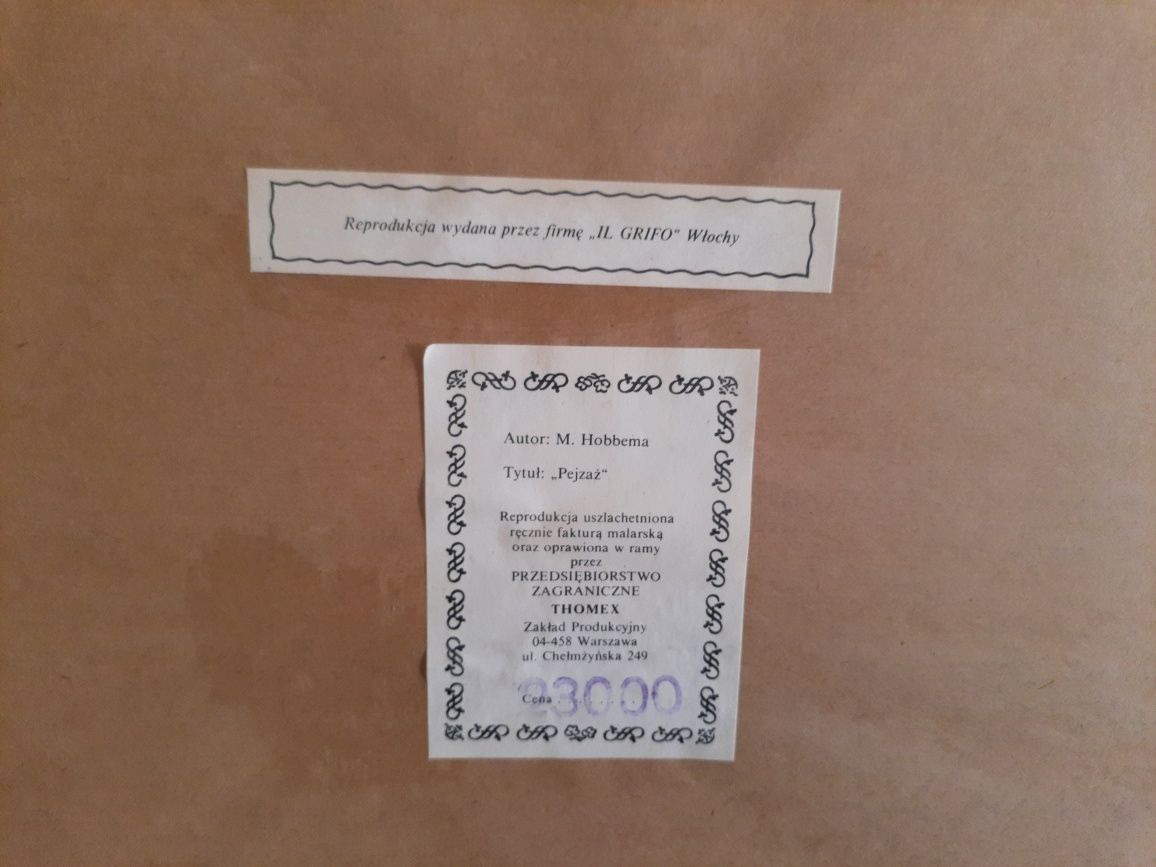 Reprodukcja wydana przez firmę „IL GRIFO“ Włochy
Autor: M. Hobbema
Tytuł: „Pejzaż“
Reprodukcja uszlachetniona
ręcznie fakturą malarską
oraz oprawiona w ramy
przez
PRZEDSIĘBIORSTWO
ZAGRANICZNE
THOMEX
Zakład Produkcyjny
04-458 Warszawa
ul. Chełmżyńska 249
Cena . . . . . . . . 23000